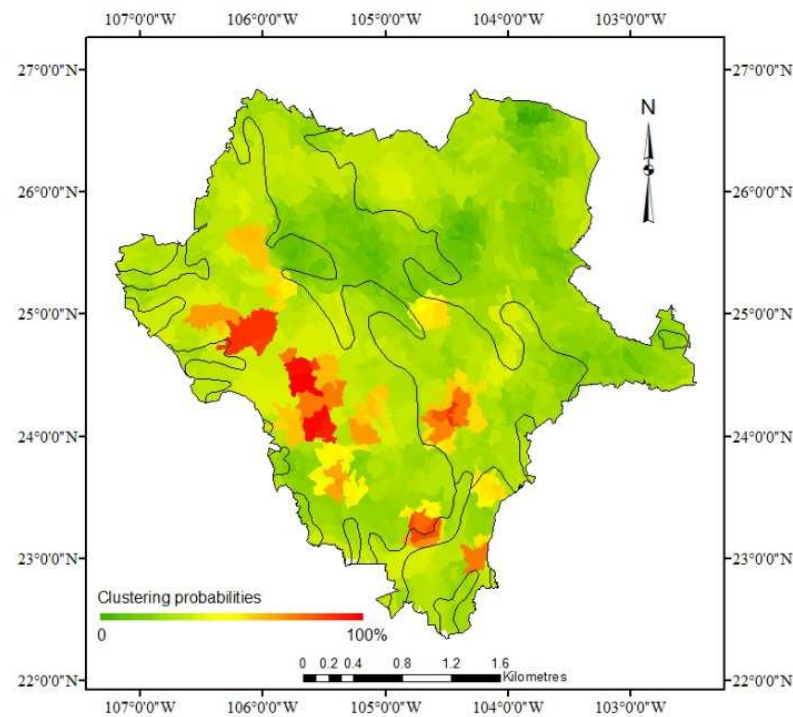 107°0'0"W 106°0'0"W 105°0'0"W 104°0'0"W 103°0'0"W
27°0'0"N 27°0'0"N
N
26°0'0"N 26°0'0"N
25°0'0"N 25°0'0"N
24°0'0"N 24°0'0"N
23°0'0"N 23°0'0"N
Clustering probabilities
0 100%
0 0.2 0.4 0.8 1.2 1.6
Kilometres
22°0'0"N 22°0'0"N
107°0'0"W 106°0'0"W 105°0'0"W 104°0'0"W 103°0'0"W